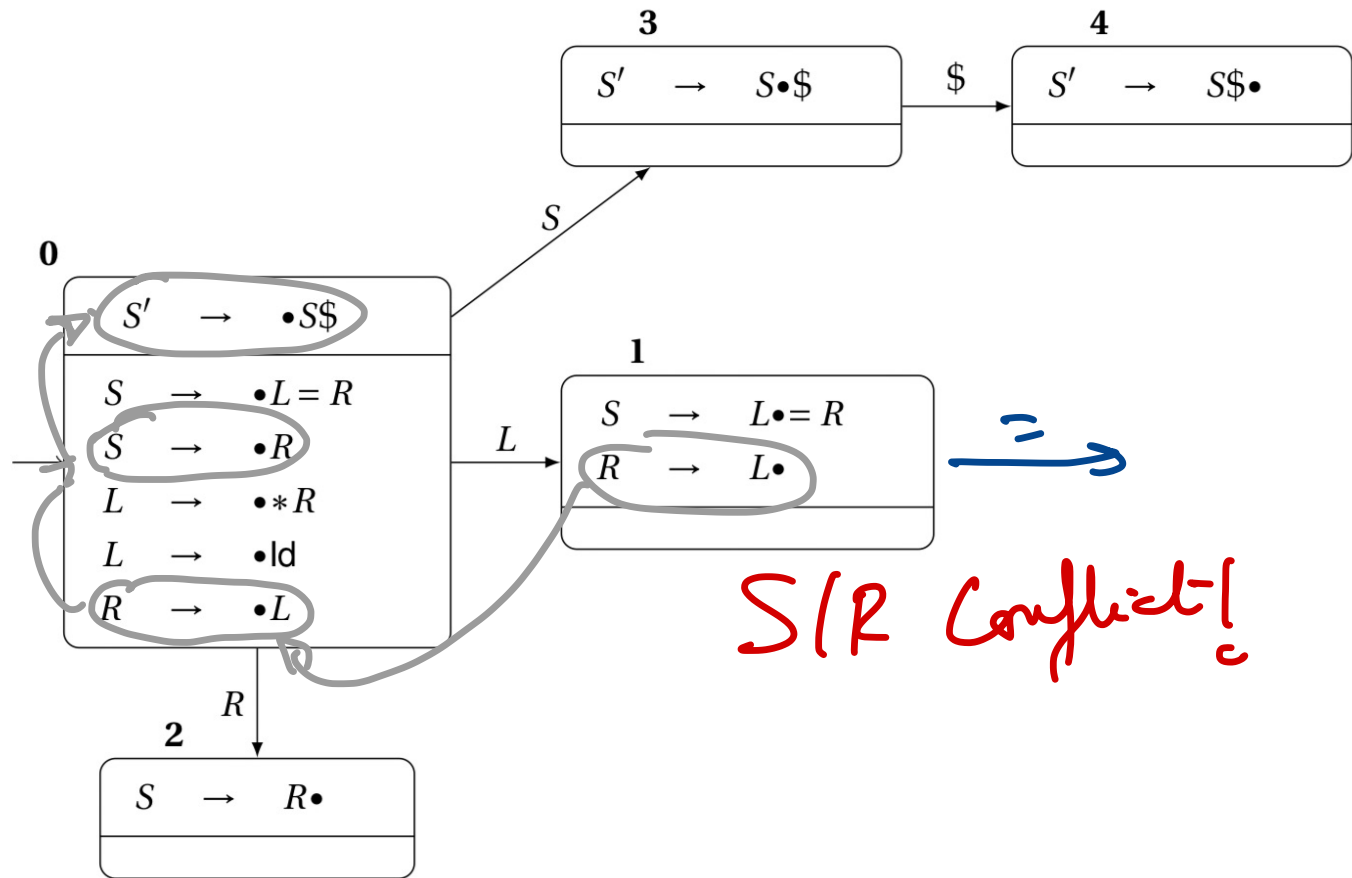 3
S′ → S•$
$
4
S′ → S$•
S
0
S′ → •S$
S → •L = R
S → •R
L → •∗R
L → •Id
R → •L
L
1
S → L•= R
R → L•
=
S/R Conflict!
R
2
S → R•